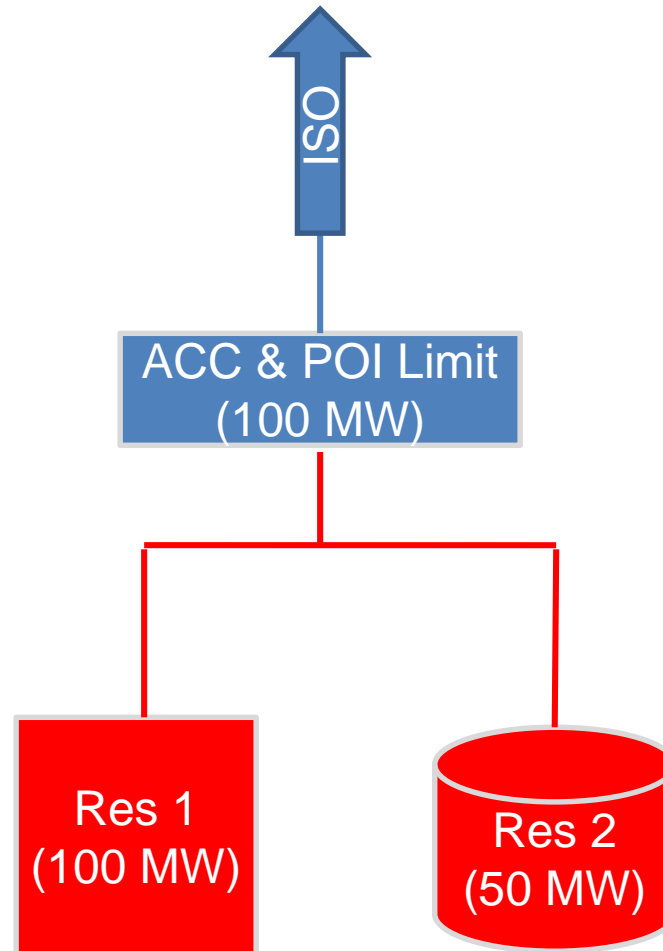 ISO
ACC & POI Limit
(100 MW)
Res 1
(100 MW)
Res 2
(50 MW)